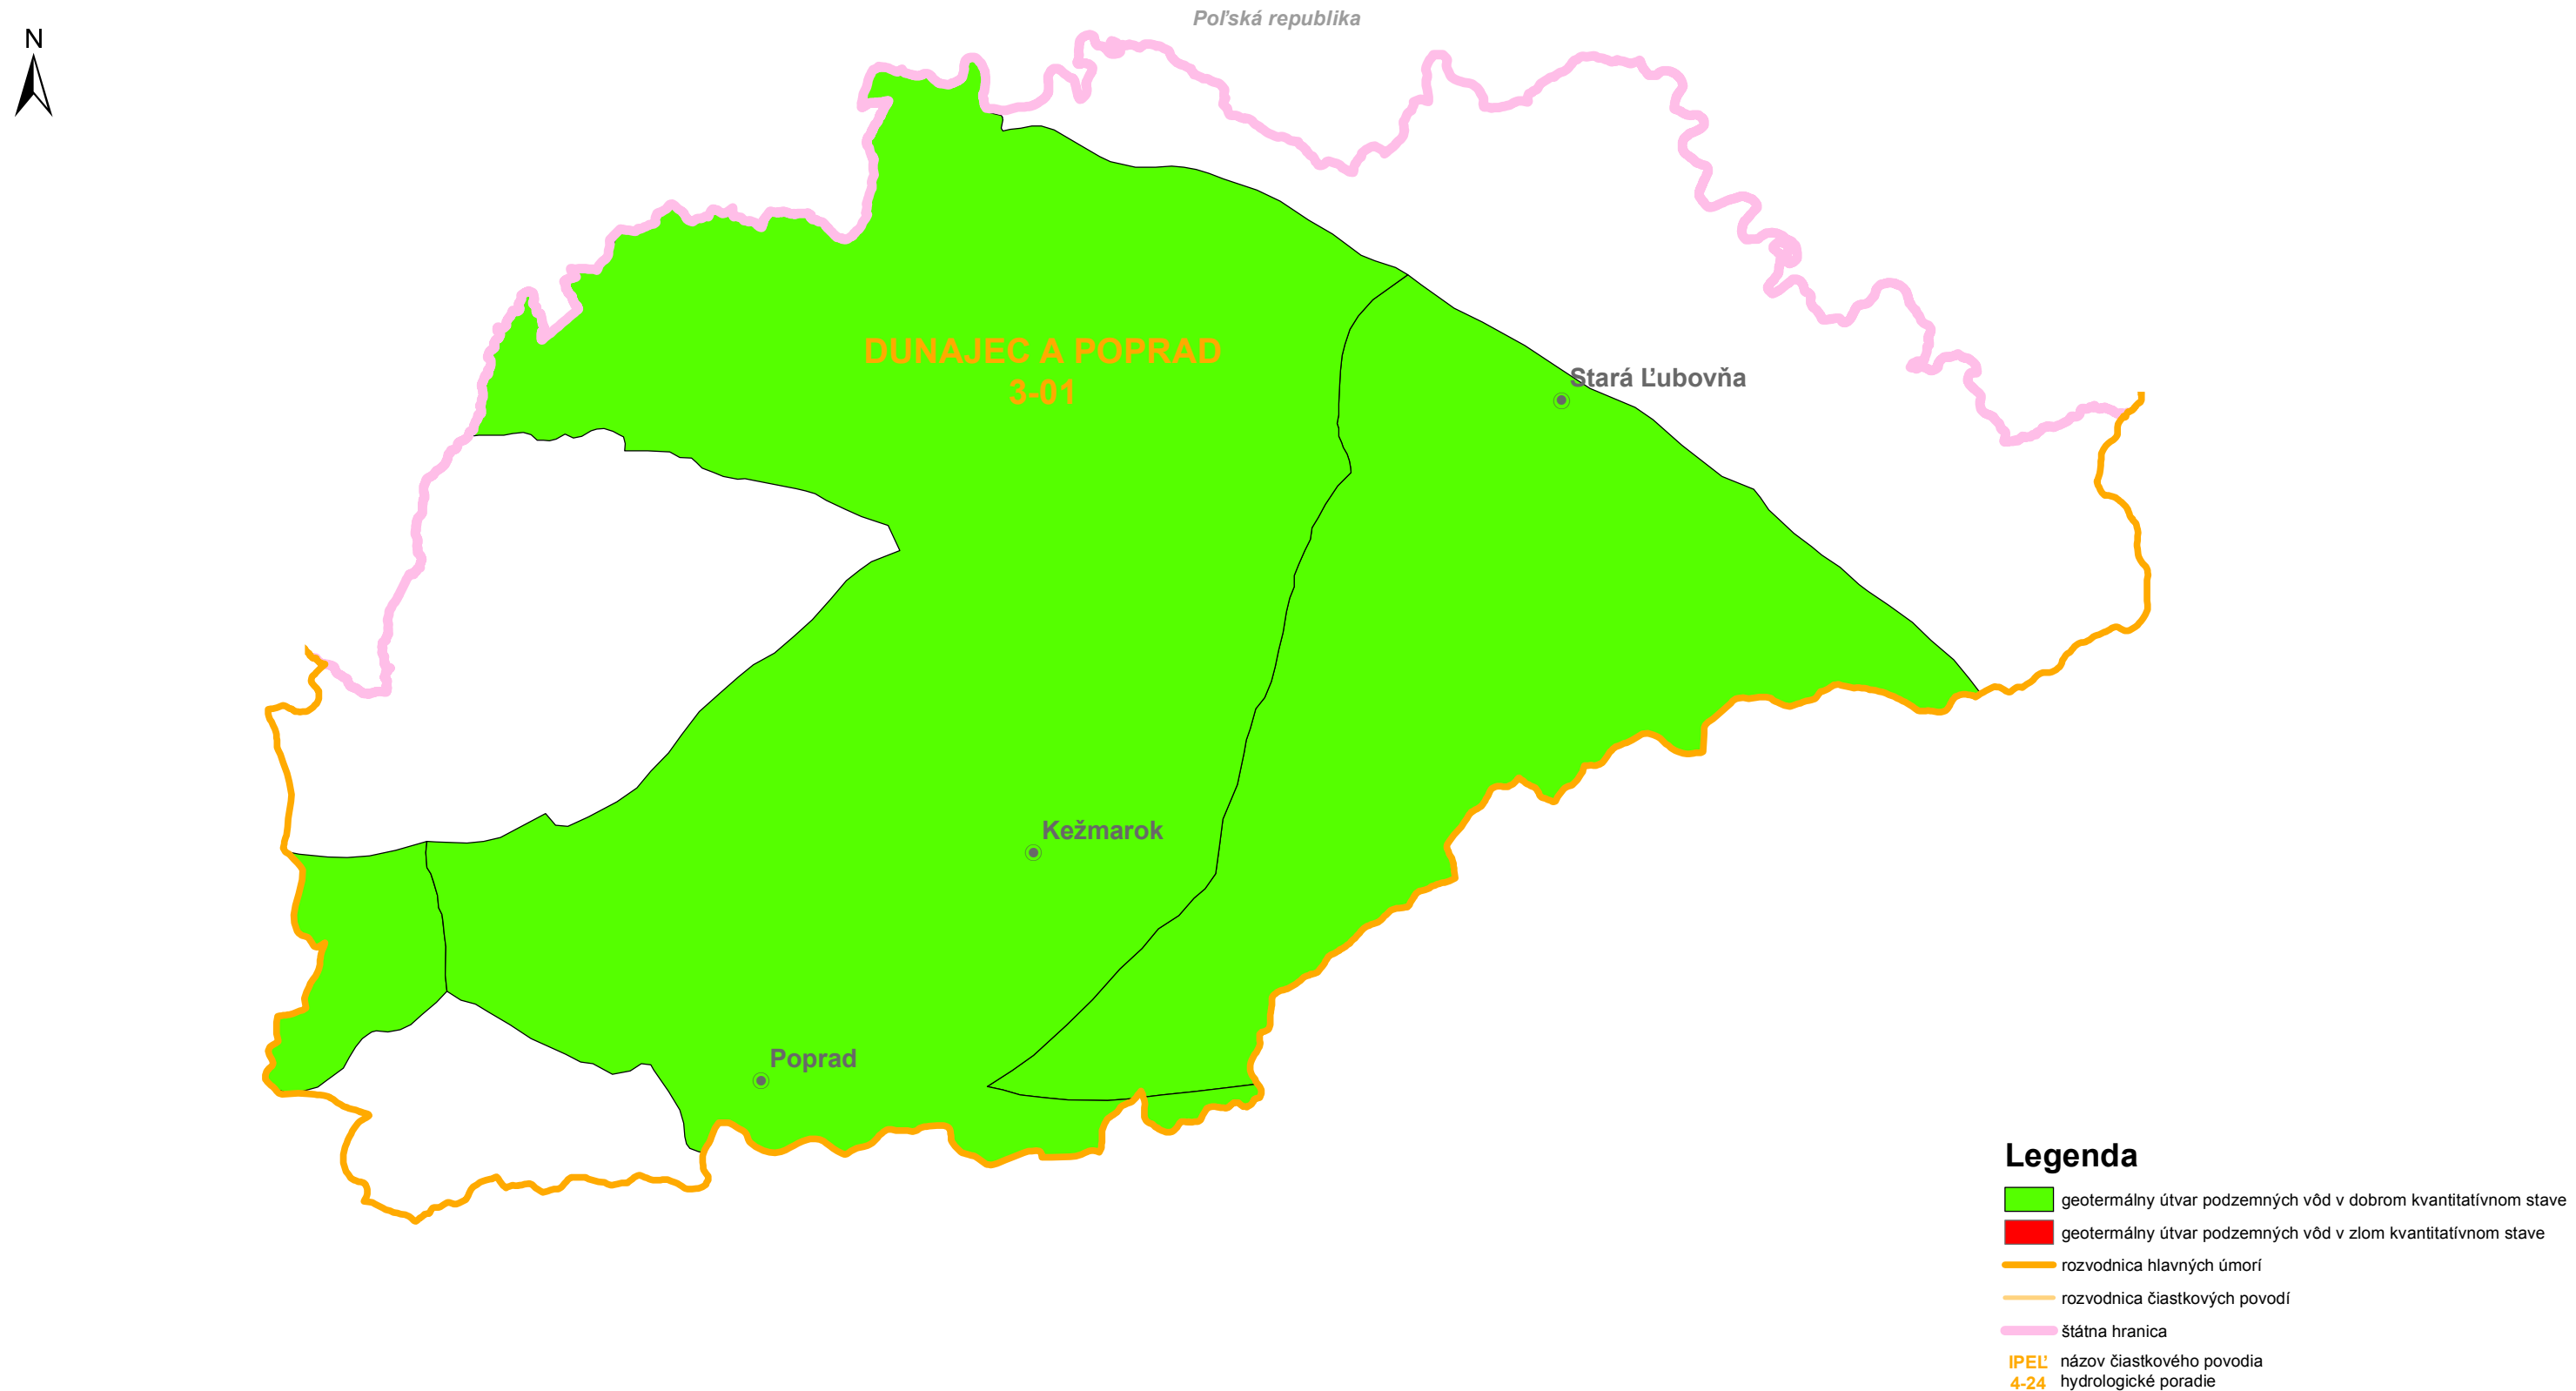 Poľská republika
N
DUNAJEC A POPRAD
3-01
Stará Ľubovňa
Kežmarok
Poprad
Legenda
geotermálny útvar podzemných vôd v dobrom kvantitatívnom stave
geotermálny útvar podzemných vôd v zlom kvantitatívnom stave
rozvodnica hlavných úmorí
rozvodnica čiastkových povodí
štátna hranica
IPEĽ názov čiastkového povodia
4-24 hydrologické poradie